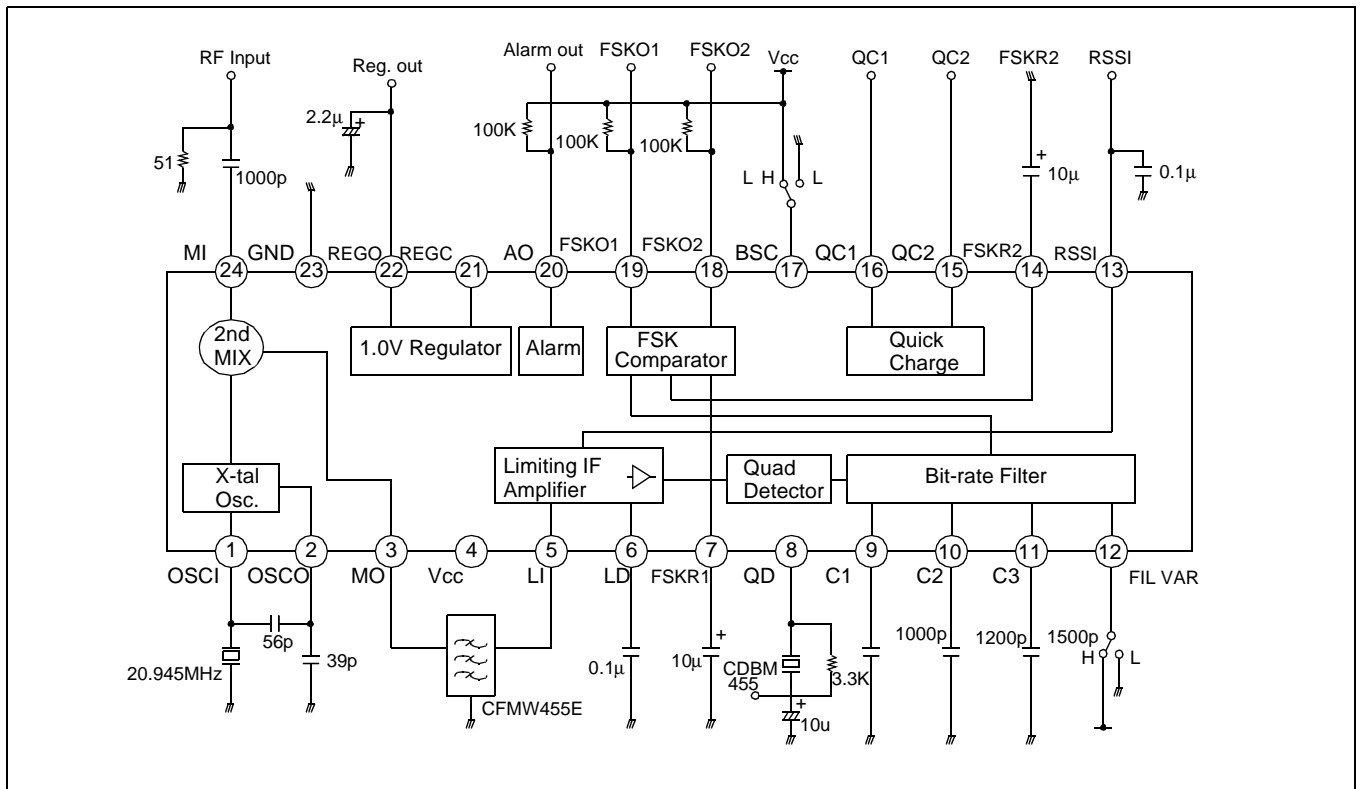 RF Input
Reg. out
Alarm out
FSKO1
FSKO2
Vcc
QC1
QC2
FSKR2
RSSI
2.2µ
+
51
1000p
100K
100K
100K
L H
L
+
10µ
0.1µ
MI
GND
REGO
REGC
AO
FSKO1
FSKO2
BSC
QC1
QC2
FSKR2
RSSI
24
23
22
21
20
19
18
17
16
15
14
13
2nd
MIX
1.0V Regulator
Alarm
FSK
Comparator
Quick
Charge
X-tal
Osc.
Limiting IF
Amplifier
Quad
Detector
Bit-rate Filter
1
2
3
4
5
6
7
8
9
10
11
12
OSCI
OSCO
MO
Vcc
LI
LD
FSKR1
QD
C1
C2
C3
FIL VAR
56p
39p
20.945MHz
CFMW455E
0.1µ
+
10µ
CDBM
455
3.3K
+
10u
1000p
1200p
1500p
H
L